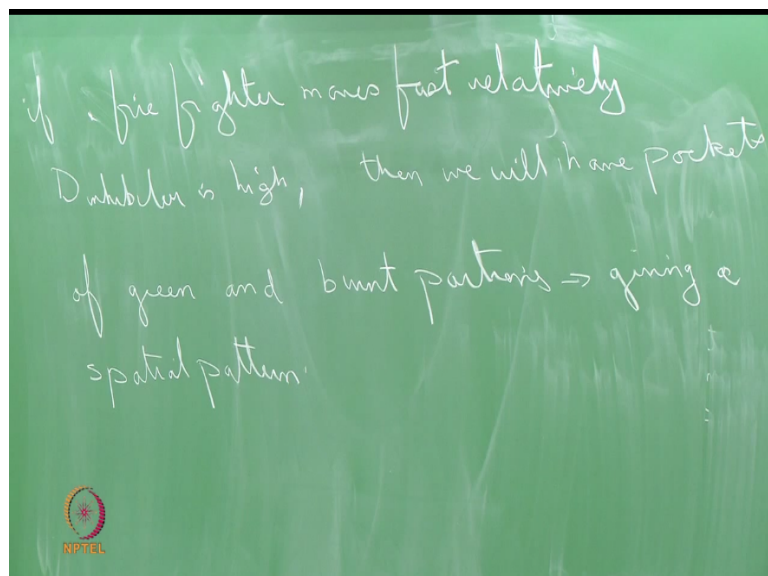 if fire fighter moves fast relatively
D inhibitor is high, then we will have pockets
of green and burnt portions ⇒ giving a
spatial pattern.
NPTEL